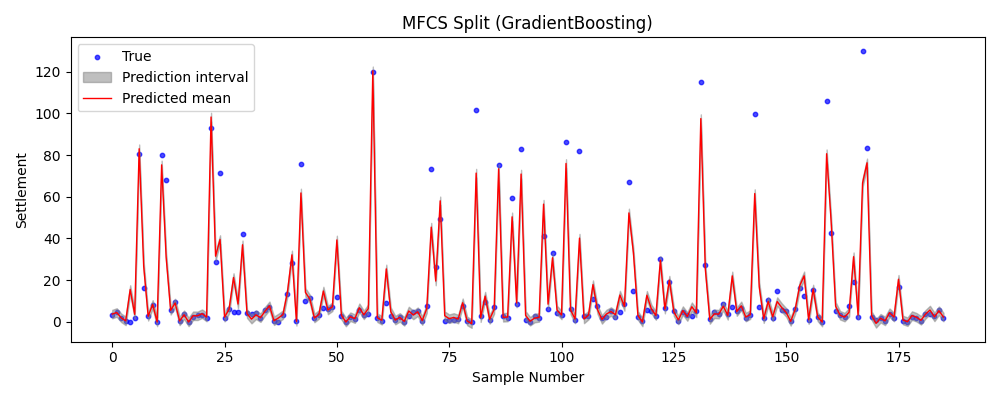 MFCS Split (GradientBoosting)
True
Prediction interval
Predicted mean
Settlement
120
100
80
60
40
20
0
0 25 50 75 100 125 150 175
Sample Number